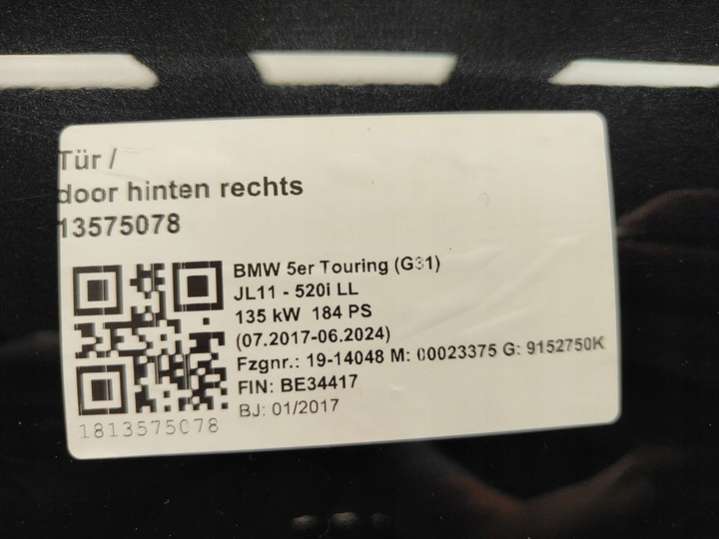 Tür /
door hinten rechts
13575078
BMW 5er Touring (G31)
JL11 - 520i LL
135 kW 184 PS
(07.2017-06.2024)
Fzgnr.: 19-14048 M: 00023375 G: 9152750K
FIN: BE34417
BJ: 01/2017
1813575078